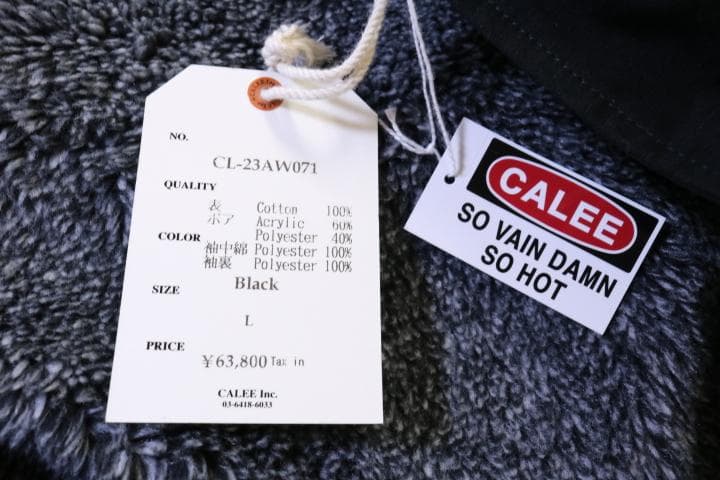 NO.
CL-23AW071
QUALITY
表 Cotton 100%
ボア Acrylic 60%
COLOR Polyester 40%
袖中綿 Polyester 100%
袖裏 Polyester 100%
Black
SIZE
L
PRICE
¥63,800 Tax in
CALEE Inc.
03-6418-6033
CALEE
SO VAIN DAMN
SO HOT